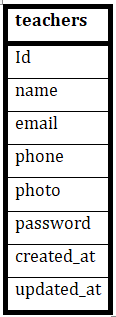 teachers
Id
name
email
phone
photo
password
created_at
updated_at